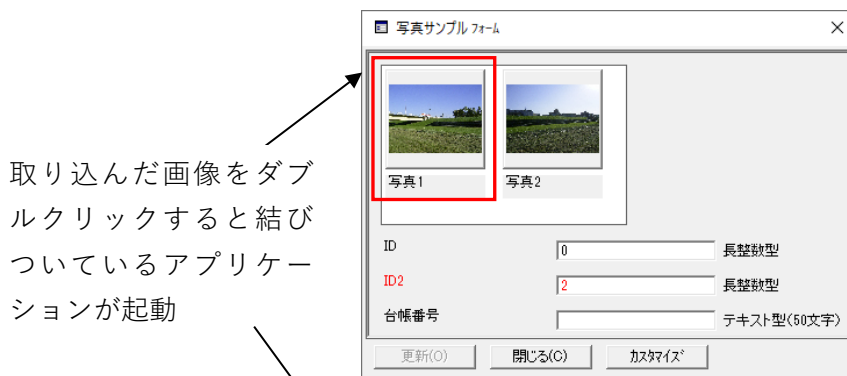 写真サンプル フォーム
取り込んだ画像をダブ
ルクリックすると結び
ついているアプリケー
ションが起動
写真1
写真2
ID
0
長整数型
ID2
2
長整数型
台帳番号
テキスト型(50文字)
更新(O)
閉じる(C)
カスタマイズ